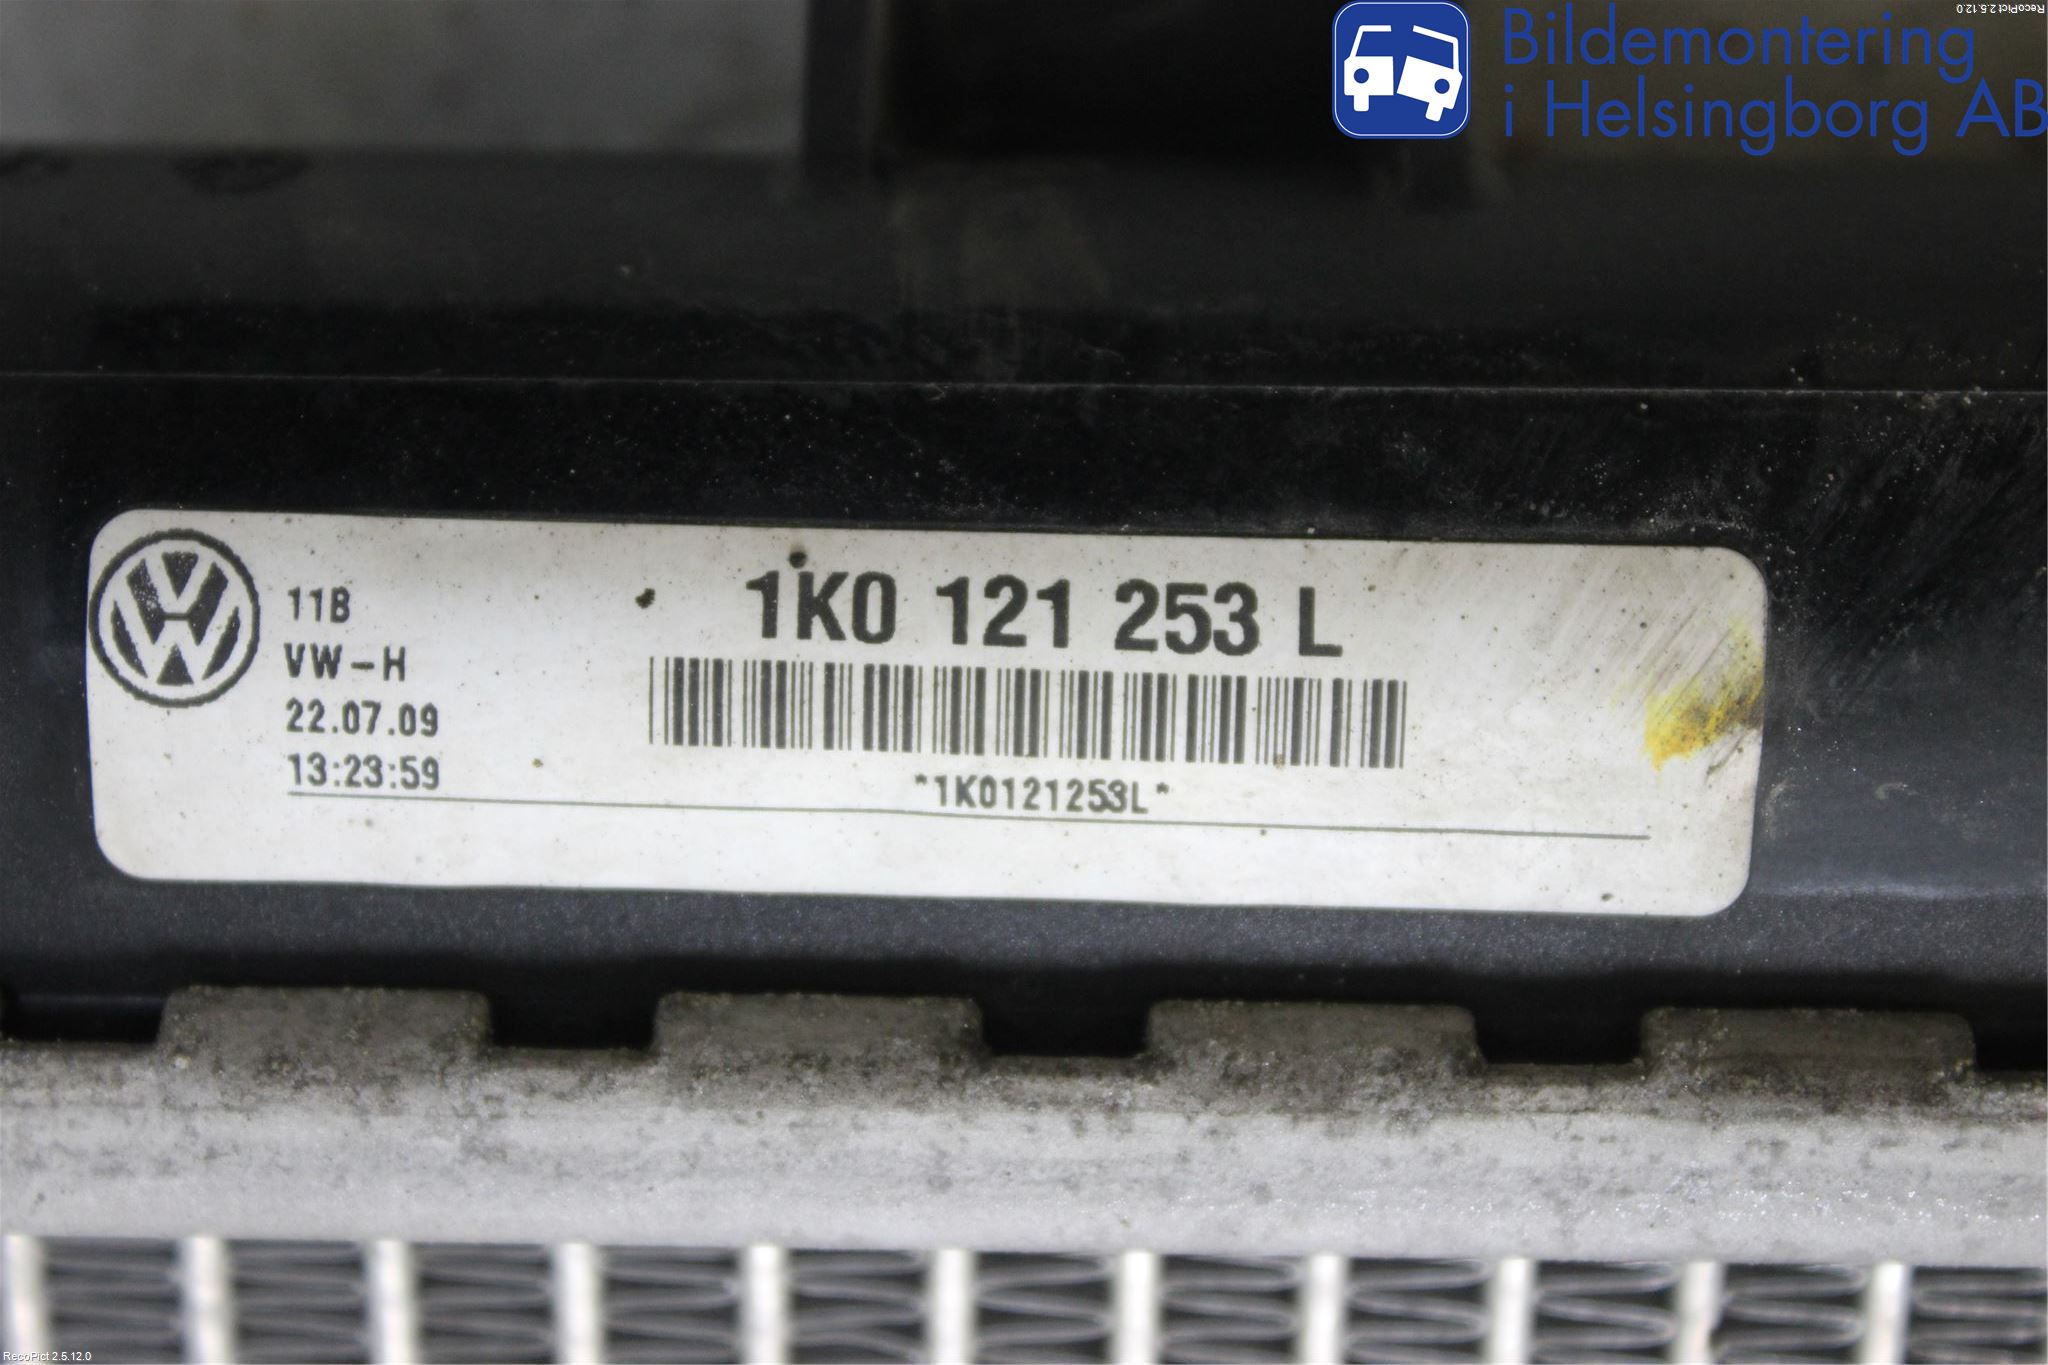 RecoPict 2.5.12.0
Bildemontering
i Helsingborg AB
11B
VW-H
22.07.09
13:23:59
1K0 121 253 L
*1K0121253L*
RecoPict 2.5.12.0